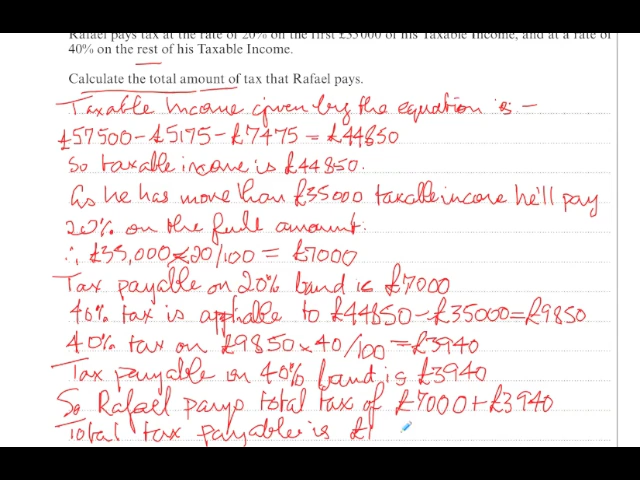 Rafael pays tax at the rate of 20% on the first £35000 of his Taxable Income, and at a rate of
40% on the rest of his Taxable Income.
Calculate the total amount of tax that Rafael pays.
Taxable Income given by the equation is -
£57500 - £5175 - £7475 = £44850
So taxable income is £44850.
As he has more than £35000 taxable income he'll pay
20% on the full amount.
∴ £35,000 × 20/100 = £7000
Tax payable on 20% band is £7000
40% tax is applicable to £44850 - £35000 = £9850
40% tax on £9850 × 40/100 = £3940
Tax payable on 40% band is £3940
So Rafael pays total tax of £7000 + £3940
Total tax payable is £